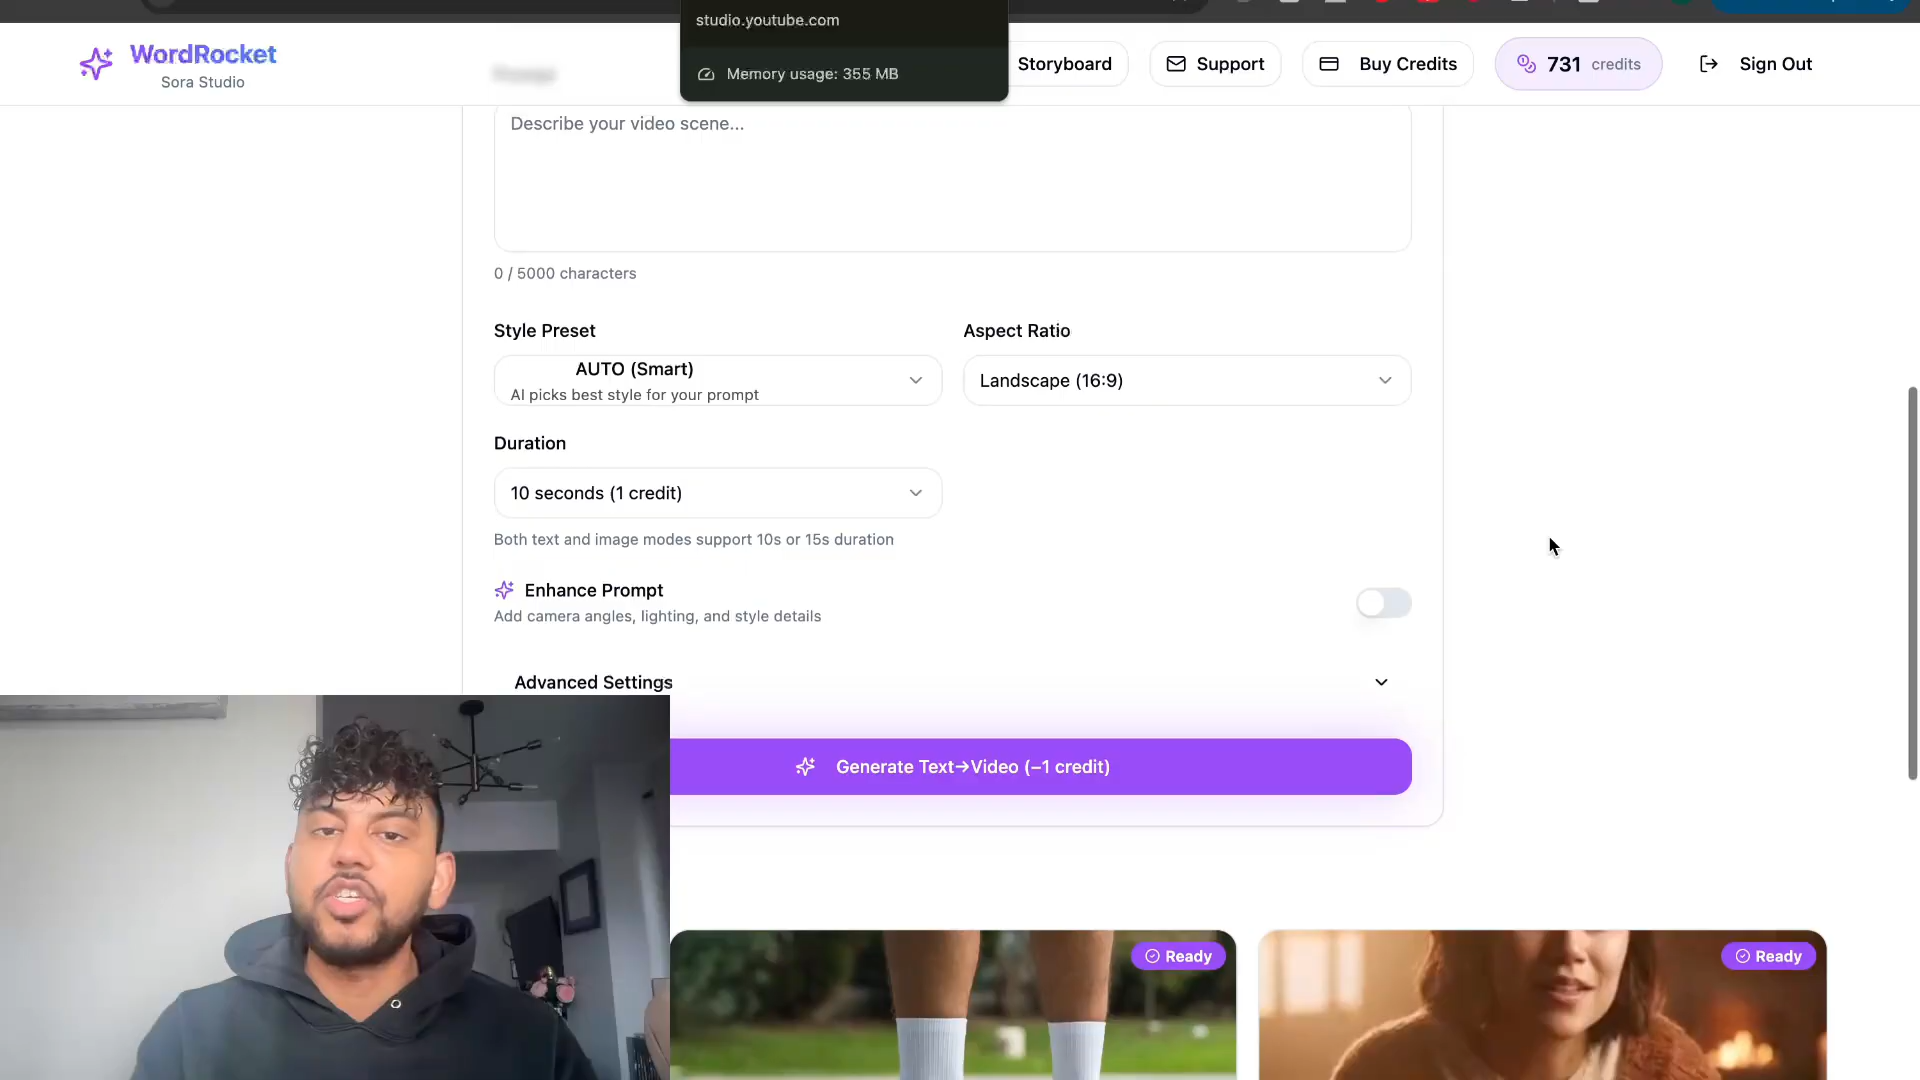 studio.youtube.com
Memory usage: 355 MB
WordRocket
Sora Studio
Storyboard
Support
Buy Credits
731 credits
Sign Out
Describe your video scene...
0 / 5000 characters
Style Preset
Aspect Ratio
AUTO (Smart)
AI picks best style for your prompt
Landscape (16:9)
Duration
10 seconds (1 credit)
Both text and image modes support 10s or 15s duration
Enhance Prompt
Add camera angles, lighting, and style details
Advanced Settings
Generate Text→Video (−1 credit)
Ready
Ready